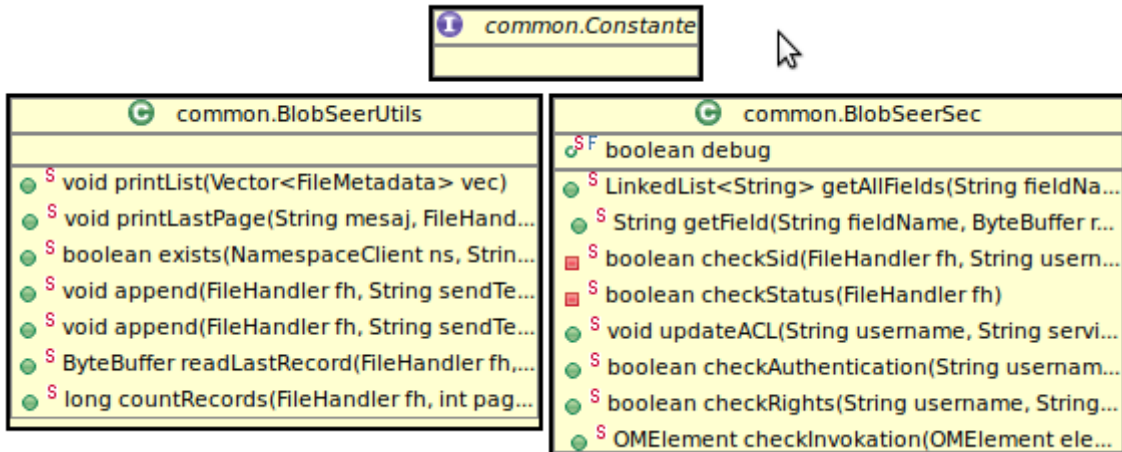 I common.Constante
C common.BlobSeerUtils
S void printList(Vector<FileMetadata> vec)
S void printLastPage(String mesaj, FileHand...
S boolean exists(NamespaceClient ns, Strin...
S void append(FileHandler fh, String sendTe...
S void append(FileHandler fh, String sendTe...
S ByteBuffer readLastRecord(FileHandler fh,...
S long countRecords(FileHandler fh, int pag...
C common.BlobSeerSec
S F boolean debug
S LinkedList<String> getAllFields(String fieldNa...
S String getField(String fieldName, ByteBuffer r...
S boolean checkSid(FileHandler fh, String usern...
S boolean checkStatus(FileHandler fh)
S void updateACL(String username, String servi...
S boolean checkAuthentication(String usernam...
S boolean checkRights(String username, String...
S OMElement checkInvokation(OMElement ele...